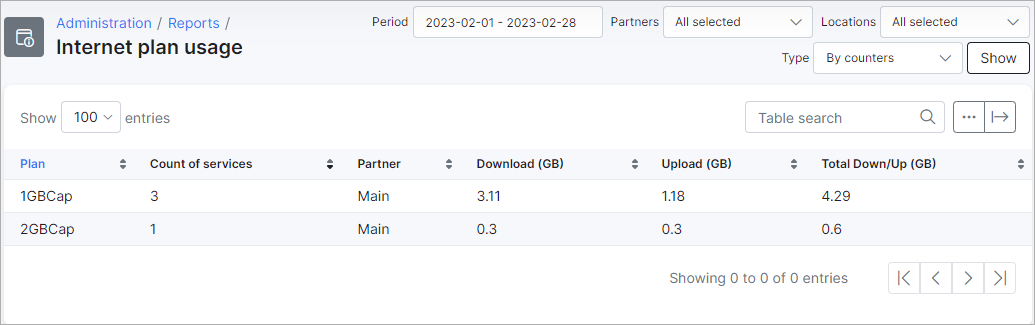 Administration / Reports /
Internet plan usage
Period 2023-02-01 - 2023-02-28 Partners All selected Locations All selected
Type By counters Show
Show 100 entries Table search
Plan Count of services Partner Download (GB) Upload (GB) Total Down/Up (GB)
1GBCap 3 Main 3.11 1.18 4.29
2GBCap 1 Main 0.3 0.3 0.6
Showing 0 to 0 of 0 entries